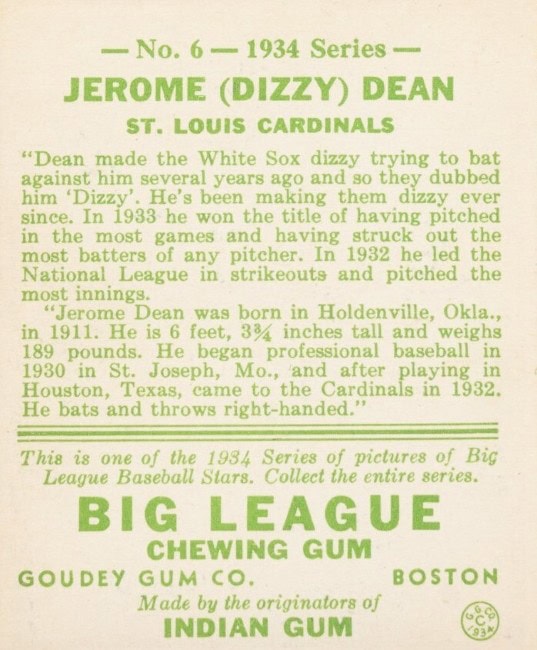 — No. 6 — 1934 Series —
JEROME (DIZZY) DEAN
ST. LOUIS CARDINALS
"Dean made the White Sox dizzy trying to bat
against him several years ago and so they dubbed
him 'Dizzy'. He's been making them dizzy ever
since. In 1933 he won the title of having pitched
in the most games and having struck out the
most batters of any pitcher. In 1932 he led the
National League in strikeouts and pitched the
most innings.
"Jerome Dean was born in Holdenville, Okla.,
in 1911. He is 6 feet, 3¾ inches tall and weighs
189 pounds. He began professional baseball in
1930 in St. Joseph, Mo., and after playing in
Houston, Texas, came to the Cardinals in 1932.
He bats and throws right-handed."
This is one of the 1934 Series of pictures of Big
League Baseball Stars. Collect the entire series.
BIG LEAGUE
CHEWING GUM
GOUDEY GUM CO. BOSTON
Made by the originators of
INDIAN GUM
G.G.CO.
C
1934